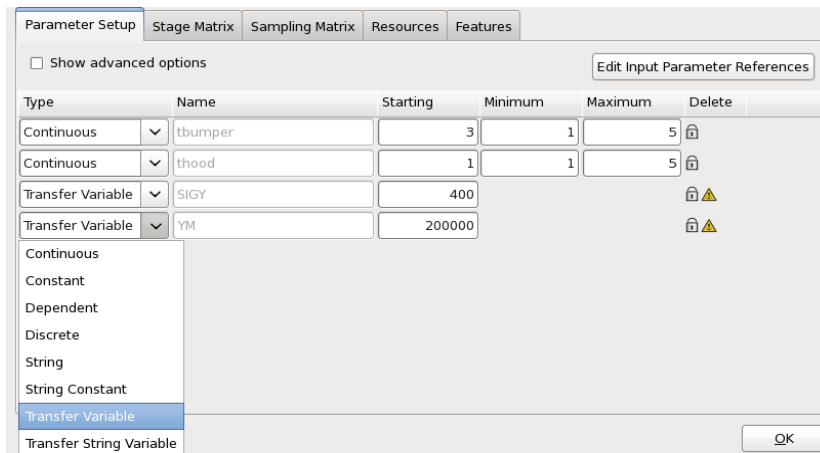 Parameter Setup Stage Matrix Sampling Matrix Resources Features
Show advanced options
Edit Input Parameter References
Type Name Starting Minimum Maximum Delete
Continuous tbumper 3 1 5
Continuous thood 1 1 5
Transfer Variable SIGY 400
Transfer Variable YM 200000
Continuous
Constant
Dependent
Discrete
String
String Constant
Transfer Variable
Transfer String Variable
OK